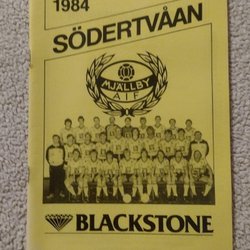 1984
SÖDERTVÅAN
MJÄLLBY
AIF
BLACKSTONE